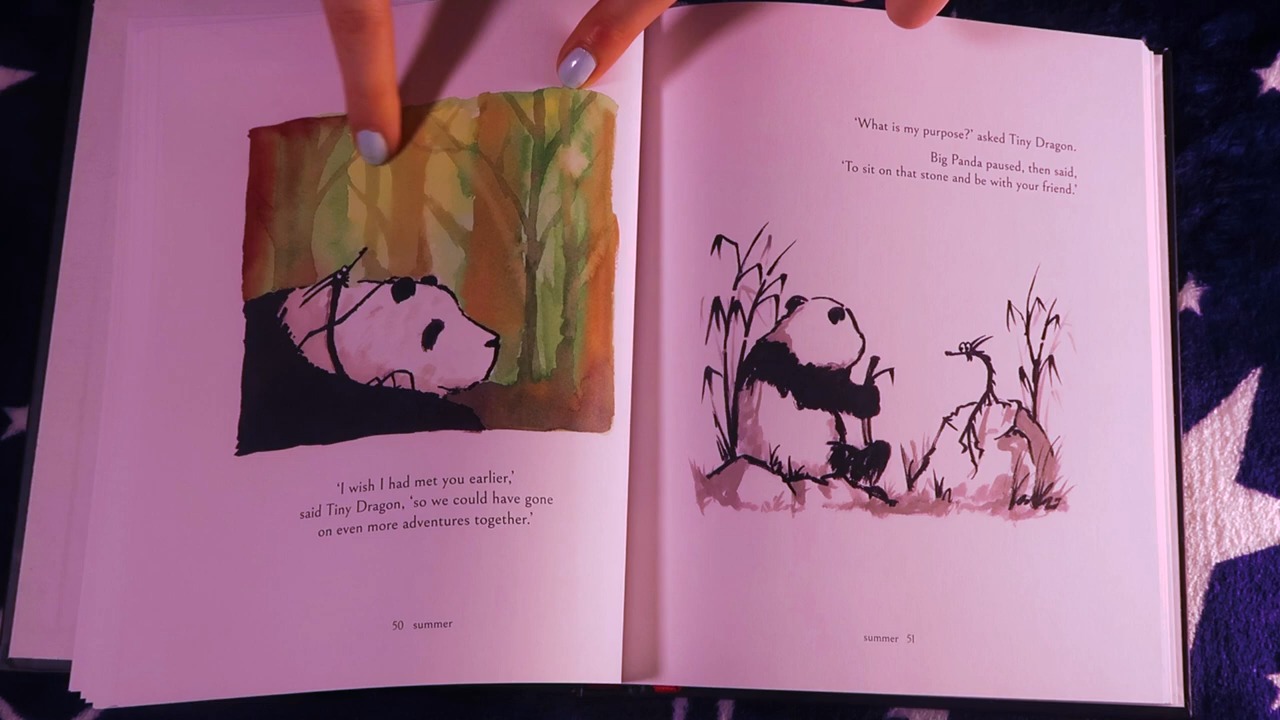 ‘I wish I had met you earlier,’
said Tiny Dragon, ‘so we could have gone
on even more adventures together.’
50 summer
‘What is my purpose?’ asked Tiny Dragon.
Big Panda paused, then said,
‘To sit on that stone and be with your friend.’
summer 51